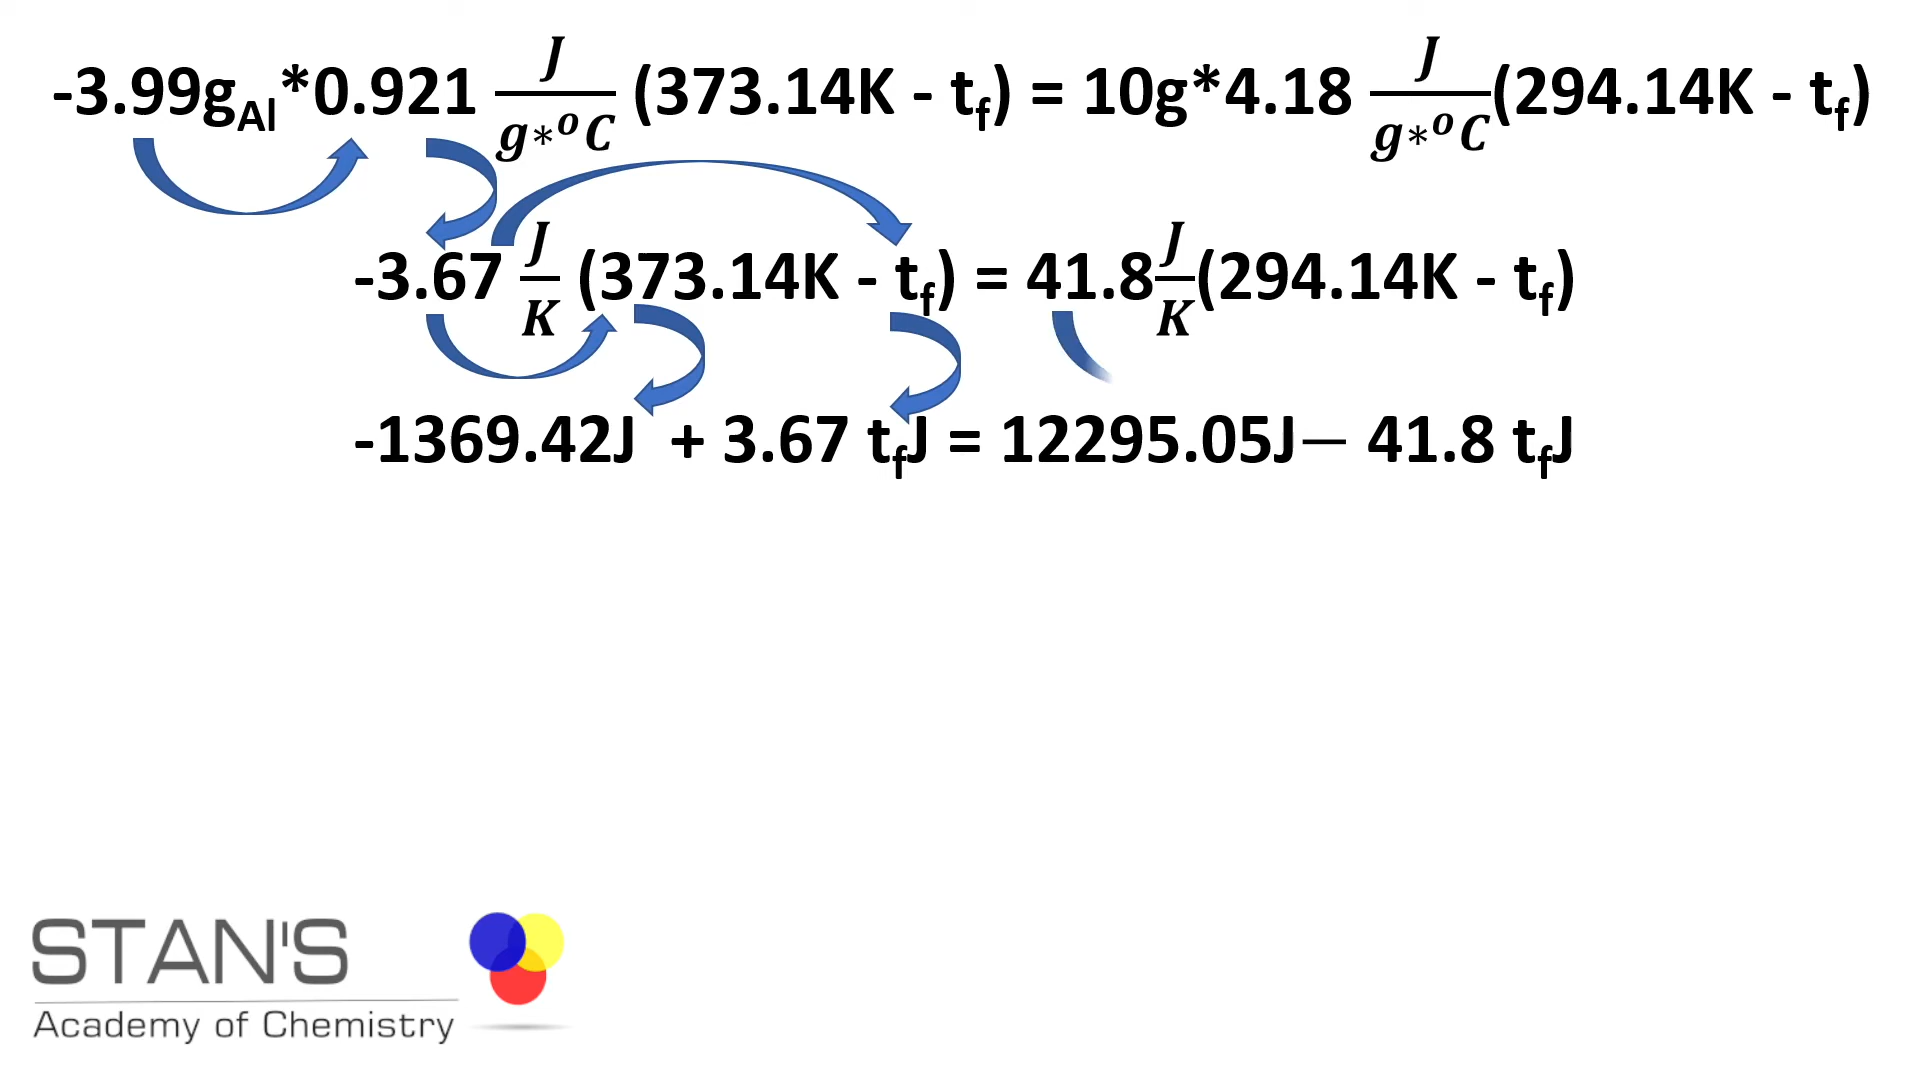 -3.99g_Al*0.921 J/(g*°C) (373.14K - t_f) = 10g*4.18 J/(g*°C)(294.14K - t_f)
-3.67 J/K (373.14K - t_f) = 41.8J/K(294.14K - t_f)
-1369.42J + 3.67 t_fJ = 12295.05J— 41.8 t_fJ
STAN'S
Academy of Chemistry